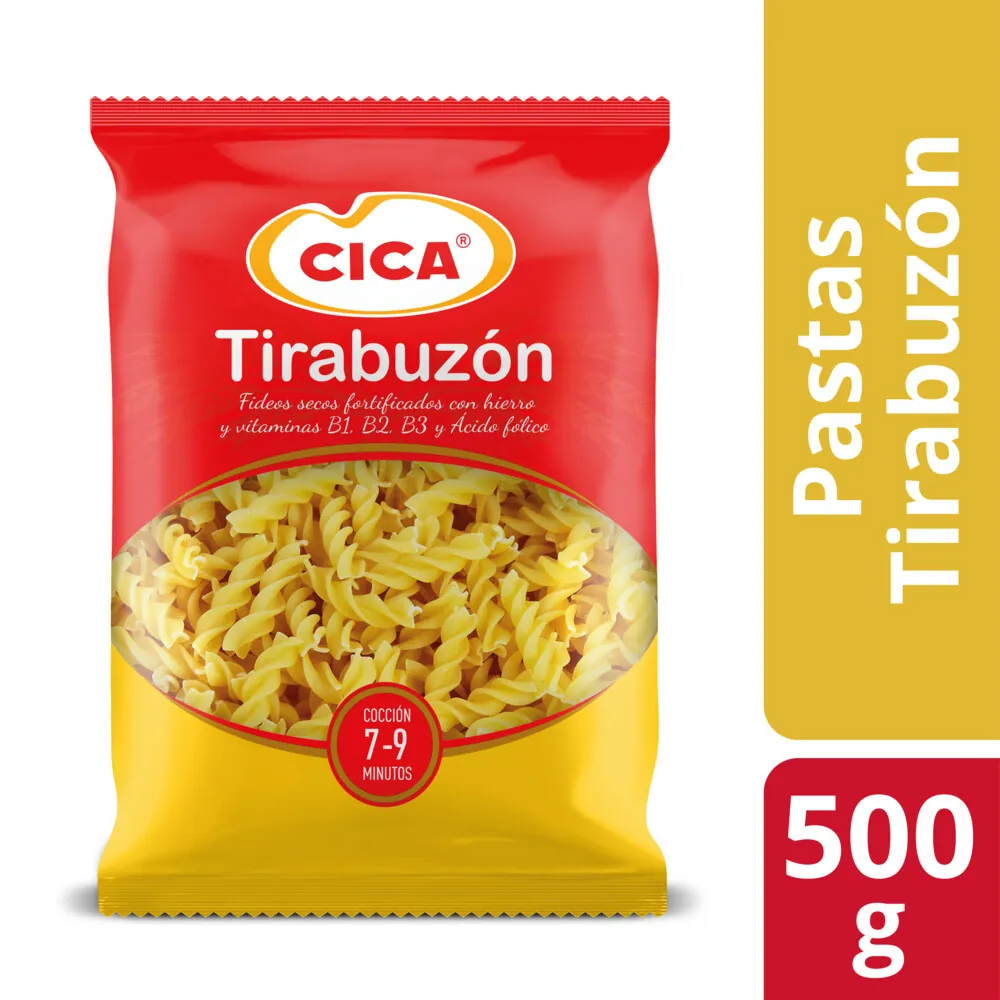 CICA®
Tirabuzón
Fideos secos fortificados con hierro
y vitaminas B1, B2, B3 y Ácido fólico
COCCIÓN
7-9
MINUTOS
Pastas
Tirabuzón
500
g